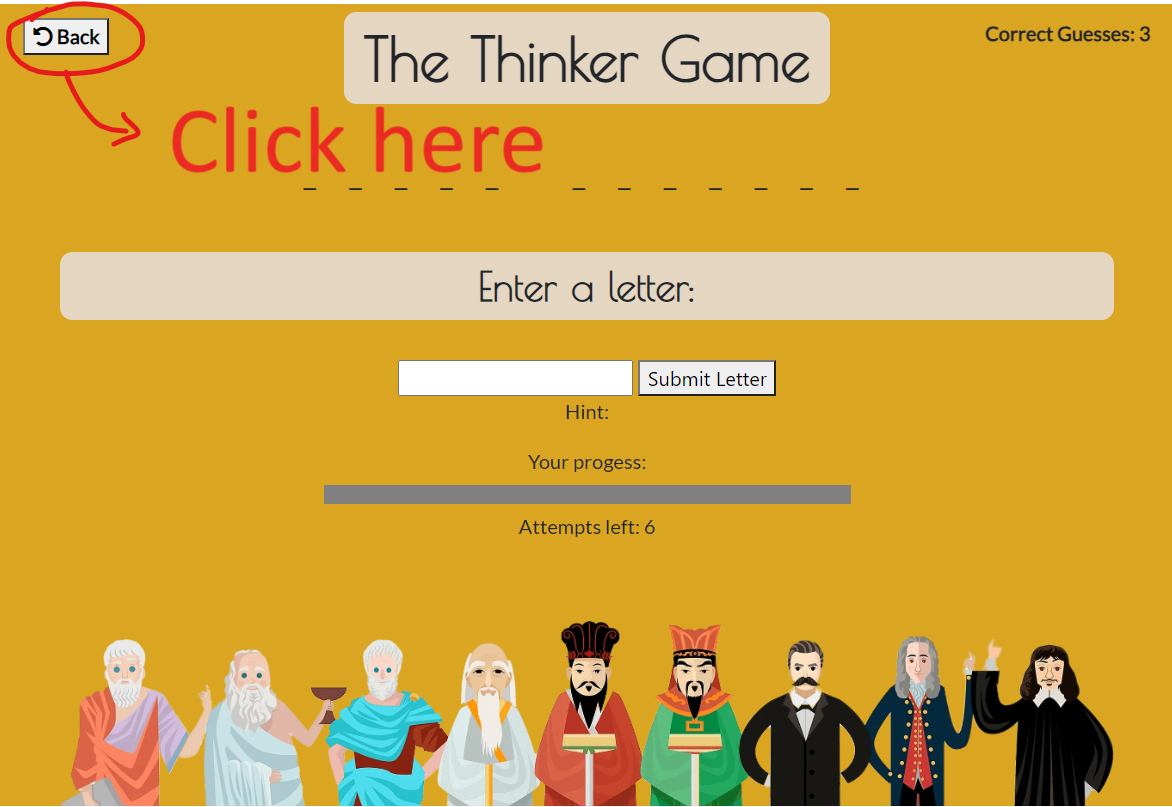 Back
The Thinker Game
Correct Guesses: 3
Click here
_ _ _ _ _  _ _ _ _ _ _ _
Enter a letter:
Submit Letter
Hint:
Your progess:
Attempts left: 6